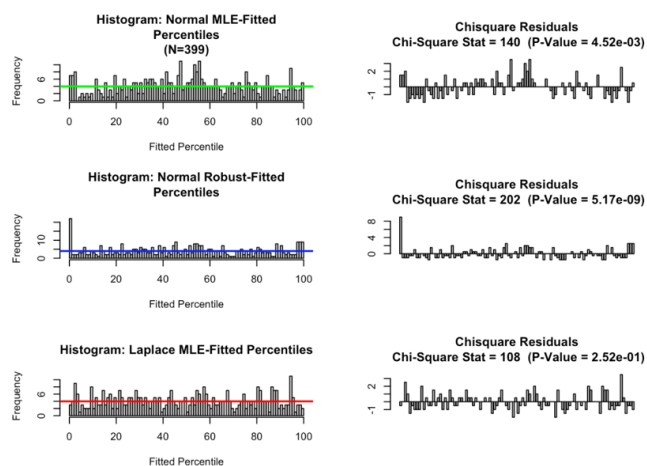 Histogram: Normal MLE-Fitted
Percentiles
(N=399)
Frequency
0 6
0 20 40 60 80 100
Fitted Percentile
Chisquare Residuals
Chi-Square Stat = 140 (P-Value = 4.52e-03)
-1 2
Histogram: Normal Robust-Fitted
Percentiles
Frequency
0 10
0 20 40 60 80 100
Fitted Percentile
Chisquare Residuals
Chi-Square Stat = 202 (P-Value = 5.17e-09)
0 4 8
Histogram: Laplace MLE-Fitted Percentiles
Frequency
0 6
0 20 40 60 80 100
Fitted Percentile
Chisquare Residuals
Chi-Square Stat = 108 (P-Value = 2.52e-01)
-1 2